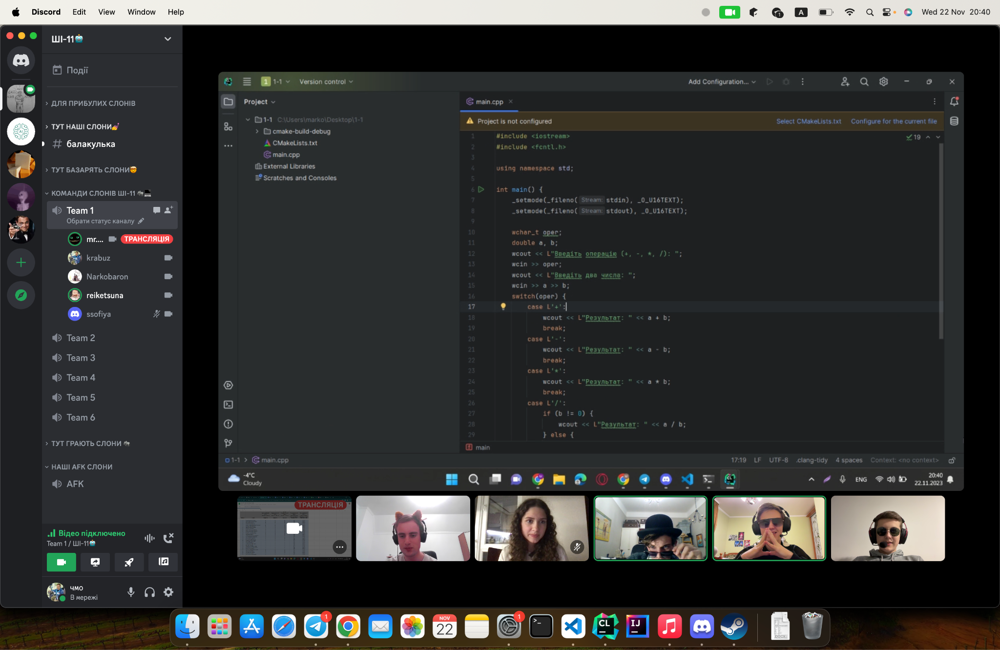 Discord Edit View Window Help
A
Wed 22 Nov 20:40
ШІ-11
Події
ДЛЯ ПРИБУЛИХ СЛОНІВ
ТУТ НАШІ СЛОНИ
# балакулька
ТУТ БАЗАРЯТЬ СЛОНИ
КОМАНДИ СЛОНІВ ШІ-11
Team 1
Обрати статус каналу
mr.... ТРАНСЛЯЦІЯ
krabuz
Narkobaron
reiketsuna
ssofiya
Team 2
Team 3
Team 4
Team 5
Team 6
ТУТ ГРАЮТЬ СЛОНИ
НАШІ AFK СЛОНИ
AFK
Відео підключено
Team 1 / ШІ-11
чмо
В мережі
1 1-1 Version control
Add Configuration...
Project
1-1 C:\Users\marko\Desktop\1-1
cmake-build-debug
CMakeLists.txt
main.cpp
External Libraries
Scratches and Consoles
main.cpp
Project is not configured
Select CMakeLists.txt Configure for the current file
19
1 #include <iostream>
2 #include <fcntl.h>
3
4 using namespace std;
5
6 int main() {
7 _setmode(_fileno( Stream: stdin), _O_U16TEXT);
8 _setmode(_fileno( Stream: stdout), _O_U16TEXT);
9
10 wchar_t oper;
11 double a, b;
12 wcout << L"Введіть операцію (+, -, *, /): ";
13 wcin >> oper;
14 wcout << L"Введіть два числа: ";
15 wcin >> a >> b;
16 switch(oper) {
17 case L'+':
18 wcout << L"Результат: " << a + b;
19 break;
20 case L'-':
21 wcout << L"Результат: " << a - b;
22 break;
23 case L'*':
24 wcout << L"Результат: " << a * b;
25 break;
26 case L'/':
27 if (b != 0) {
28 wcout << L"Результат: " << a / b;
29 } else {
main
1-1 > main.cpp
17:19 LF UTF-8 .clang-tidy 4 spaces Context: <no context>
-4°C
Cloudy
ENG
20:40
22.11.2023
ТРАНСЛЯЦІЯ
1
NOV
22
1
CL
IJ
DOCX